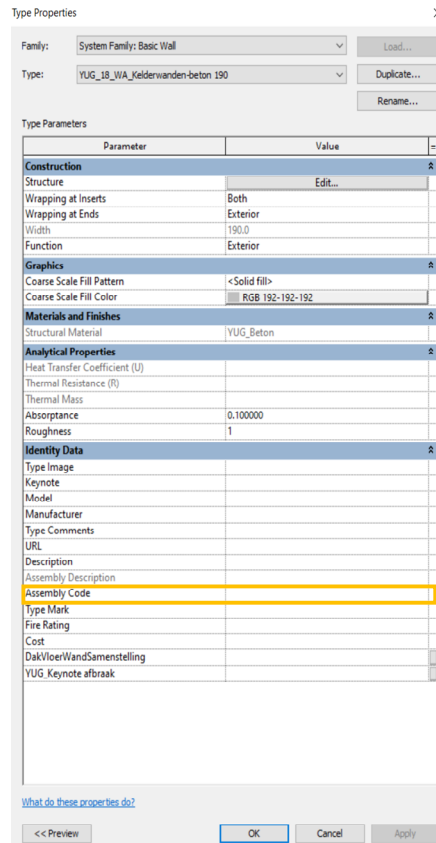 Type Properties
Family: System Family: Basic Wall Load...
Type: YUG_18_WA_Kelderwanden-beton 190 Duplicate...
Rename...
Type Parameters
Parameter Value =
Construction
Structure Edit...
Wrapping at Inserts Both
Wrapping at Ends Exterior
Width 190.0
Function Exterior
Graphics
Coarse Scale Fill Pattern <Solid fill>
Coarse Scale Fill Color RGB 192-192-192
Materials and Finishes
Structural Material YUG_Beton
Analytical Properties
Heat Transfer Coefficient (U)
Thermal Resistance (R)
Thermal Mass
Absorptance 0.100000
Roughness 1
Identity Data
Type Image
Keynote
Model
Manufacturer
Type Comments
URL
Description
Assembly Description
Assembly Code
Type Mark
Fire Rating
Cost
DakVloerWandSamenstelling
YUG_Keynote afbraak
What do these properties do?
<< Preview OK Cancel Apply